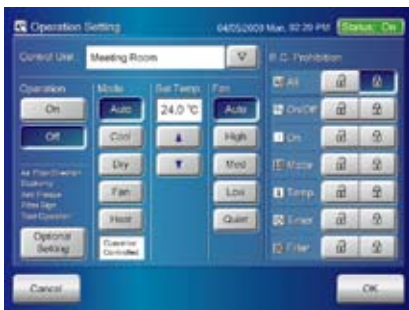 Operation Setting
04/05/2009 Mon. 02:29 PM
Status: On
Control Unit
Meeting Room
R.C. Prohibition
Operation
Mode
Set Temp.
Fan
All
On
Auto
24.0 °C
Auto
On/Off
Off
Cool
High
On
Dry
Med
Mode
Fan
Low
Temp.
Heat
Quiet
Timer
Optional
Setting
Customer
Controlled
Filter
Cancel
OK